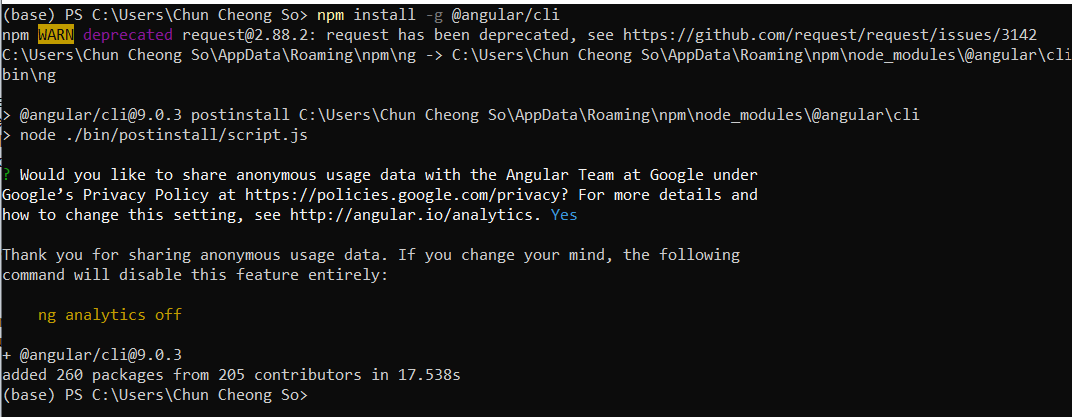 (base) PS C:\Users\Chun Cheong So> npm install -g @angular/cli
npm WARN deprecated request@2.88.2: request has been deprecated, see https://github.com/request/request/issues/3142
C:\Users\Chun Cheong So\AppData\Roaming\npm\ng -> C:\Users\Chun Cheong So\AppData\Roaming\npm\node_modules\@angular\cli
bin\ng
> @angular/cli@9.0.3 postinstall C:\Users\Chun Cheong So\AppData\Roaming\npm\node_modules\@angular\cli
> node ./bin/postinstall/script.js
? Would you like to share anonymous usage data with the Angular Team at Google under
Google’s Privacy Policy at https://policies.google.com/privacy? For more details and
how to change this setting, see http://angular.io/analytics. Yes
Thank you for sharing anonymous usage data. If you change your mind, the following
command will disable this feature entirely:
ng analytics off
+ @angular/cli@9.0.3
added 260 packages from 205 contributors in 17.538s
(base) PS C:\Users\Chun Cheong So>